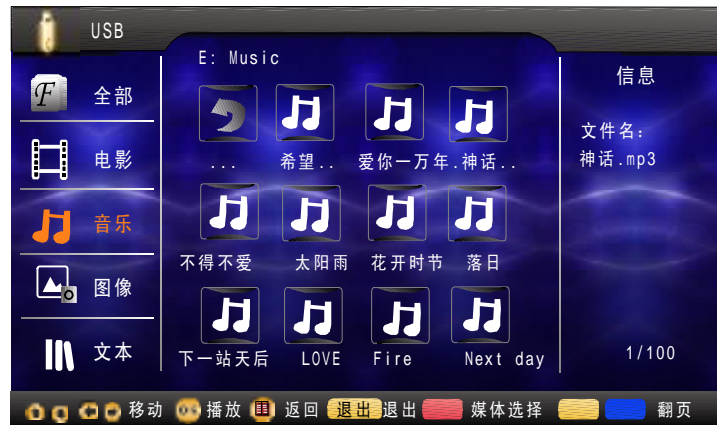 USB
全部
电影
音乐
图像
文本
E: Music
... 希望.. 爱你一万年.神话..
不得不爱 太阳雨 花开时节 落日
下一站天后 LOVE Fire Next day
信息
文件名:
神话.mp3
1/100
移动 OK 播放 返回 退出 退出 媒体选择 翻页